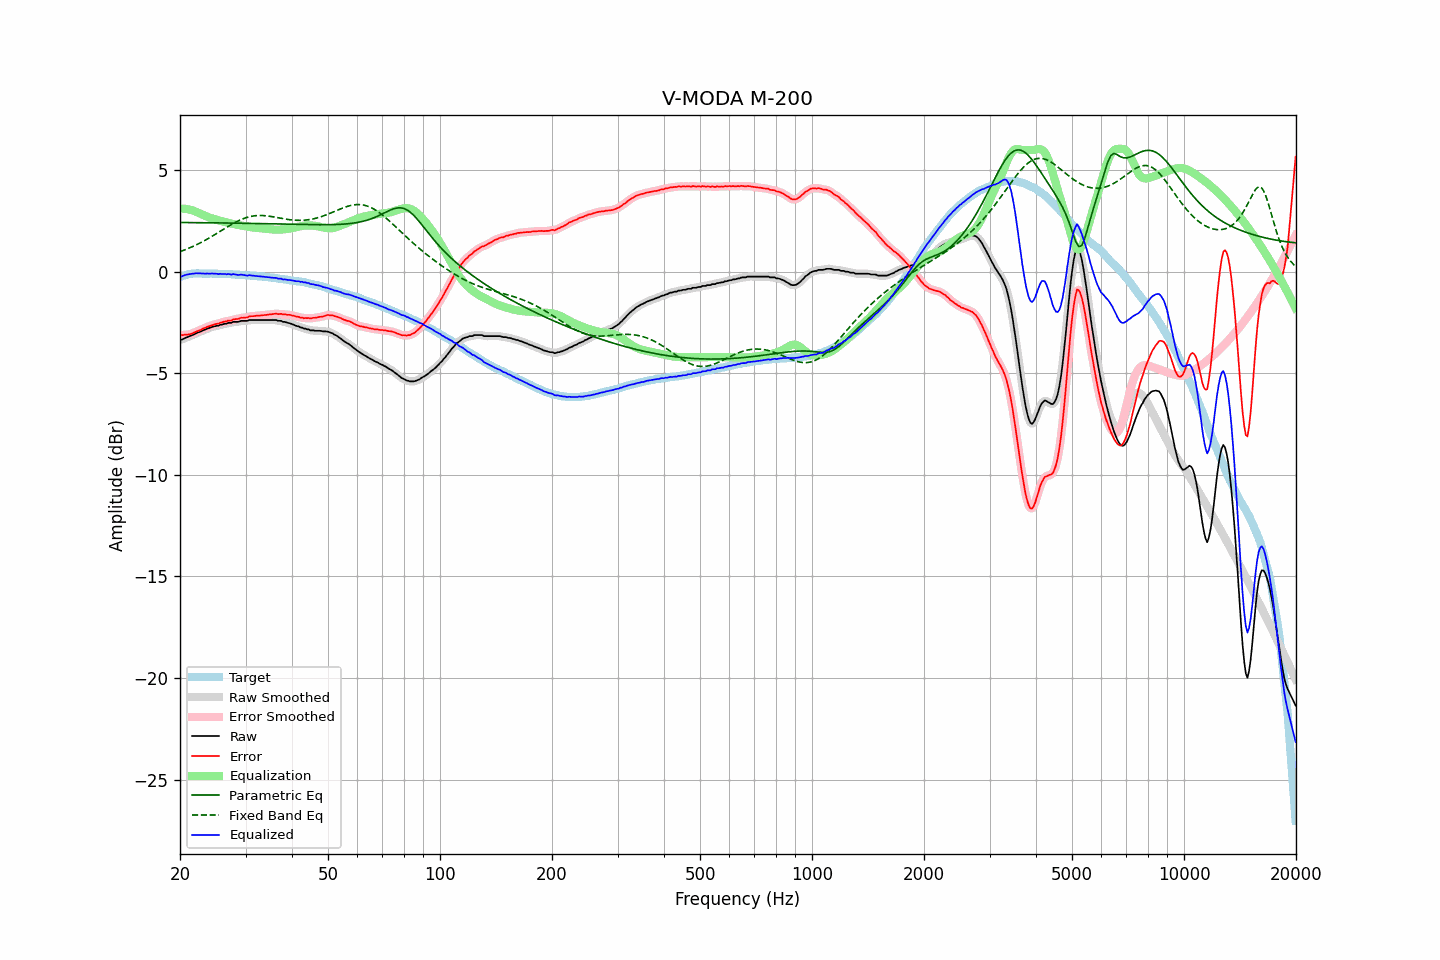 V-MODA M-200
5
0
−5
−10
−15
−20
−25
Amplitude (dBr)
Target
Raw Smoothed
Error Smoothed
Raw
Error
Equalization
Parametric Eq
Fixed Band Eq
Equalized
20 50 100 200 500 1000 2000 5000 10000 20000
Frequency (Hz)